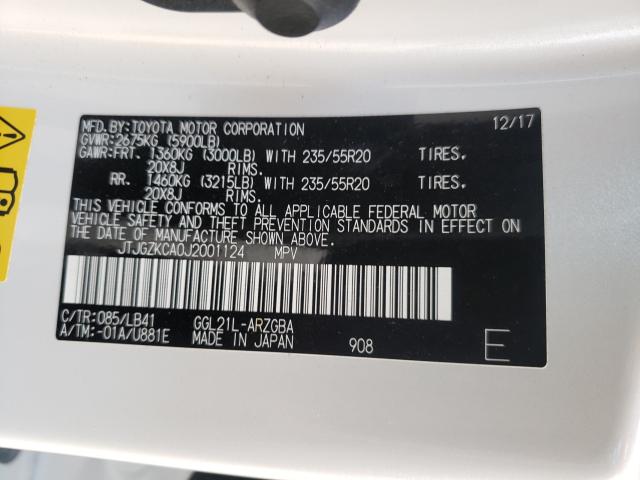 MFD. BY: TOYOTA MOTOR CORPORATION 12/17
GVWR: 2675KG (5900LB)
GAWR: FRT. 1360KG (3000LB) WITH 235/55R20 TIRES,
20X8J RIMS.
RR. 1460KG (3215LB) WITH 235/55R20 TIRES,
20X8J RIMS.
THIS VEHICLE CONFORMS TO ALL APPLICABLE FEDERAL MOTOR
VEHICLE SAFETY AND THEFT PREVENTION STANDARDS IN EFFECT ON
THE DATE OF MANUFACTURE SHOWN ABOVE.
JTJGZKCA0J2001124 MPV
C/TR: 085/LB41 GGL21L-ARZGBA
A/TM: -01A/U881E MADE IN JAPAN 908 E